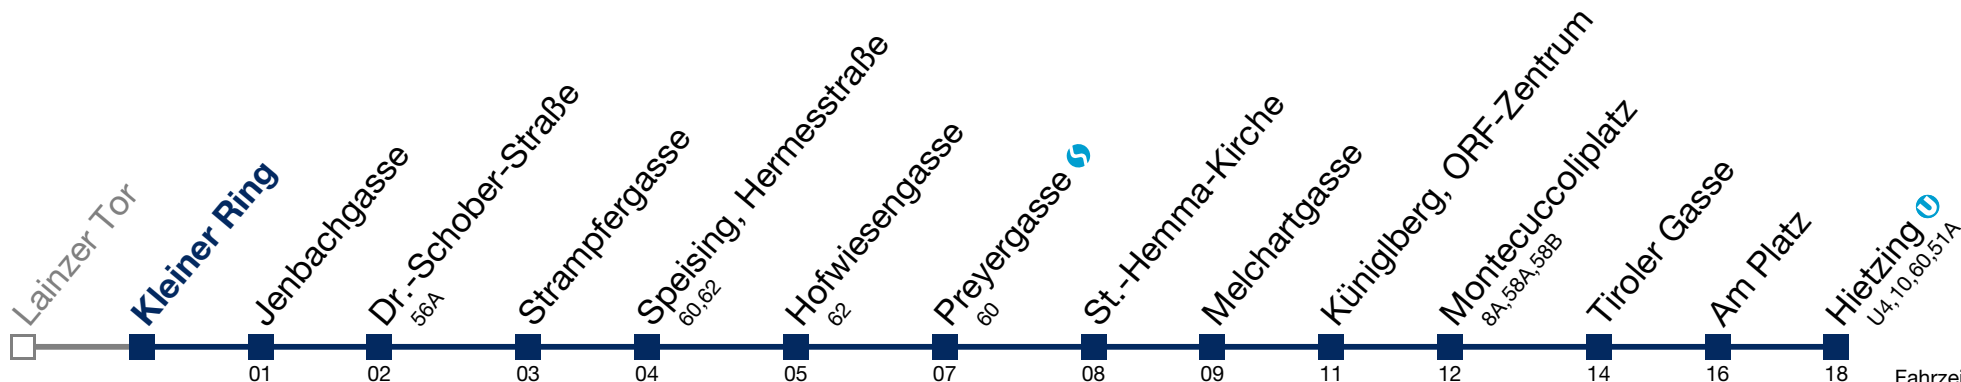 Lainzer Tor
Kleiner Ring
Jenbachgasse
Dr.-Schober-Straße
56A
Strampfergasse
Speising, Hermesstraße
60,62
Hofwiesengasse
62
Preyergasse
60
St.-Hemma-Kirche
Melchartgasse
Küniglberg, ORF-Zentrum
Montecuccoliplatz
8A,58A,58B
Tiroler Gasse
Am Platz
Hietzing U
U4,10,60,51A
01 02 03 04 05 07 08 09 11 12 14 16 18
Fahrzei